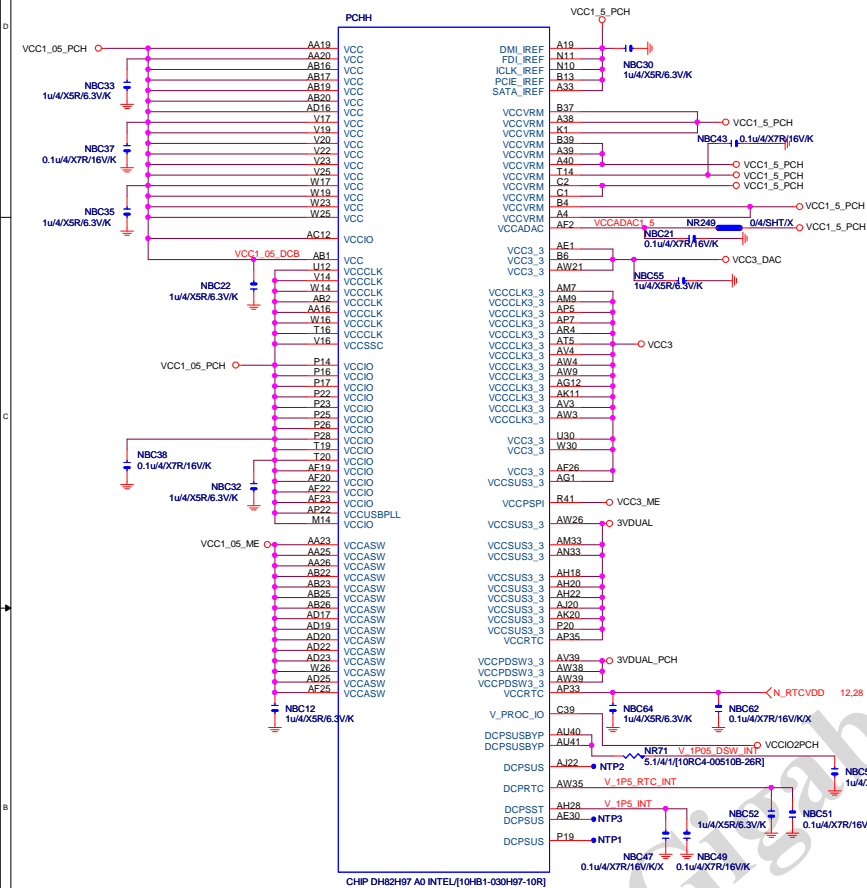 PCHH
VCC1_5_PCH
D
VCC1_05_PCH
AA19 VCC
AA20 VCC
AB16 VCC
AB17 VCC
AB19 VCC
AB20 VCC
AD16 VCC
V17 VCC
V19 VCC
V20 VCC
V22 VCC
V23 VCC
V25 VCC
W17 VCC
W19 VCC
W23 VCC
W25 VCC
AC12 VCCIO
NBC33
1u/4/X5R/6.3V/K
NBC37
0.1u/4/X7R/16V/K
NBC35
1u/4/X5R/6.3V/K
VCC1_05_DCB
AB1 VCC
U12 VCCCLK
V14 VCCCLK
W14 VCCCLK
AB2 VCCCLK
AA16 VCCCLK
W16 VCCCLK
T16 VCCCLK
V16 VCCSSC
NBC22
1u/4/X5R/6.3V/K
VCC1_05_PCH
P14 VCCIO
P16 VCCIO
P17 VCCIO
P22 VCCIO
P23 VCCIO
P25 VCCIO
P26 VCCIO
P28 VCCIO
T19 VCCIO
T20 VCCIO
AF19 VCCIO
AF20 VCCIO
AF22 VCCIO
AF23 VCCIO
AP22 VCCUSBPLL
M14 VCCIO
C
NBC38
0.1u/4/X7R/16V/K
NBC32
1u/4/X5R/6.3V/K
VCC1_05_ME
AA23 VCCASW
AA25 VCCASW
AA26 VCCASW
AB22 VCCASW
AB23 VCCASW
AB25 VCCASW
AB26 VCCASW
AD17 VCCASW
AD19 VCCASW
AD20 VCCASW
AD22 VCCASW
AD23 VCCASW
W26 VCCASW
AD25 VCCASW
AF25 VCCASW
NBC12
1u/4/X5R/6.3V/K
B
DMI_IREF A19
FDI_IREF N11
ICLK_IREF N10
PCIE_IREF B13
SATA_IREF A33
NBC30
1u/4/X5R/6.3V/K
VCCVRM B37
VCCVRM A38
VCCVRM K1
VCCVRM B39
VCCVRM A39
VCCVRM A40
VCCVRM T14
VCCVRM C2
VCCVRM C1
VCCVRM B4
VCCVRM A4
VCCADAC AF2
VCC1_5_PCH
NBC43 0.1u/4/X7R/16V/K
VCC1_5_PCH
VCC1_5_PCH
VCC1_5_PCH
VCC1_5_PCH
VCCADAC1_5 NR249 0/4/SHT/X VCC1_5_PCH
NBC21
0.1u/4/X7R/16V/K
VCC3_3 AE1
VCC3_3 B6
VCC3_3 AW21
VCC3_DAC
NBC55
1u/4/X5R/6.3V/K
VCCCLK3_3 AM7
VCCCLK3_3 AM9
VCCCLK3_3 AP5
VCCCLK3_3 AP7
VCCCLK3_3 AR4
VCCCLK3_3 AT5
VCCCLK3_3 AV4
VCCCLK3_3 AW4
VCCCLK3_3 AW9
VCCCLK3_3 AG12
VCCCLK3_3 AK11
VCCCLK3_3 AV3
VCCCLK3_3 AW3
VCC3
VCC3_3 U30
VCC3_3 W30
VCC3_3 AF26
VCCSUS3_3 AG1
VCCPSPI R41 VCC3_ME
VCCSUS3_3 AW26 3VDUAL
VCCSUS3_3 AM33
VCCSUS3_3 AN33
VCCSUS3_3 AH18
VCCSUS3_3 AH20
VCCSUS3_3 AH22
VCCSUS3_3 AJ20
VCCSUS3_3 AK20
VCCSUS3_3 P20
VCCRTC AP35
VCCPDSW3_3 AV39 3VDUAL_PCH
VCCPDSW3_3 AW38
VCCPDSW3_3 AW39
VCCRTC AP33 N_RTCVDD 12,28
NBC64
1u/4/X5R/6.3V/K
NBC62
0.1u/4/X7R/16V/K/X
V_PROC_IO C39
VCCIO2PCH
DCPSUSBYP AU40
DCPSUSBYP AU41
NR71 V_1P05_DSW_INT
5.1/4/1/[10RC4-00510B-26R]
DCPSUS AJ22 NTP2
DCPRTC AW35 V_1P5_RTC_INT
DCPSST AH28 V_1P5_INT
DCPSUS AE30 NTP3
DCPSUS P19 NTP1
NBC52
1u/4/X5R/6.3V/K
NBC51
0.1u/4/X7R/16V
NBC47
0.1u/4/X7R/16V/K/X
NBC49
0.1u/4/X7R/16V/K
CHIP DH82H97 A0 INTEL/[10HB1-030H97-10R]